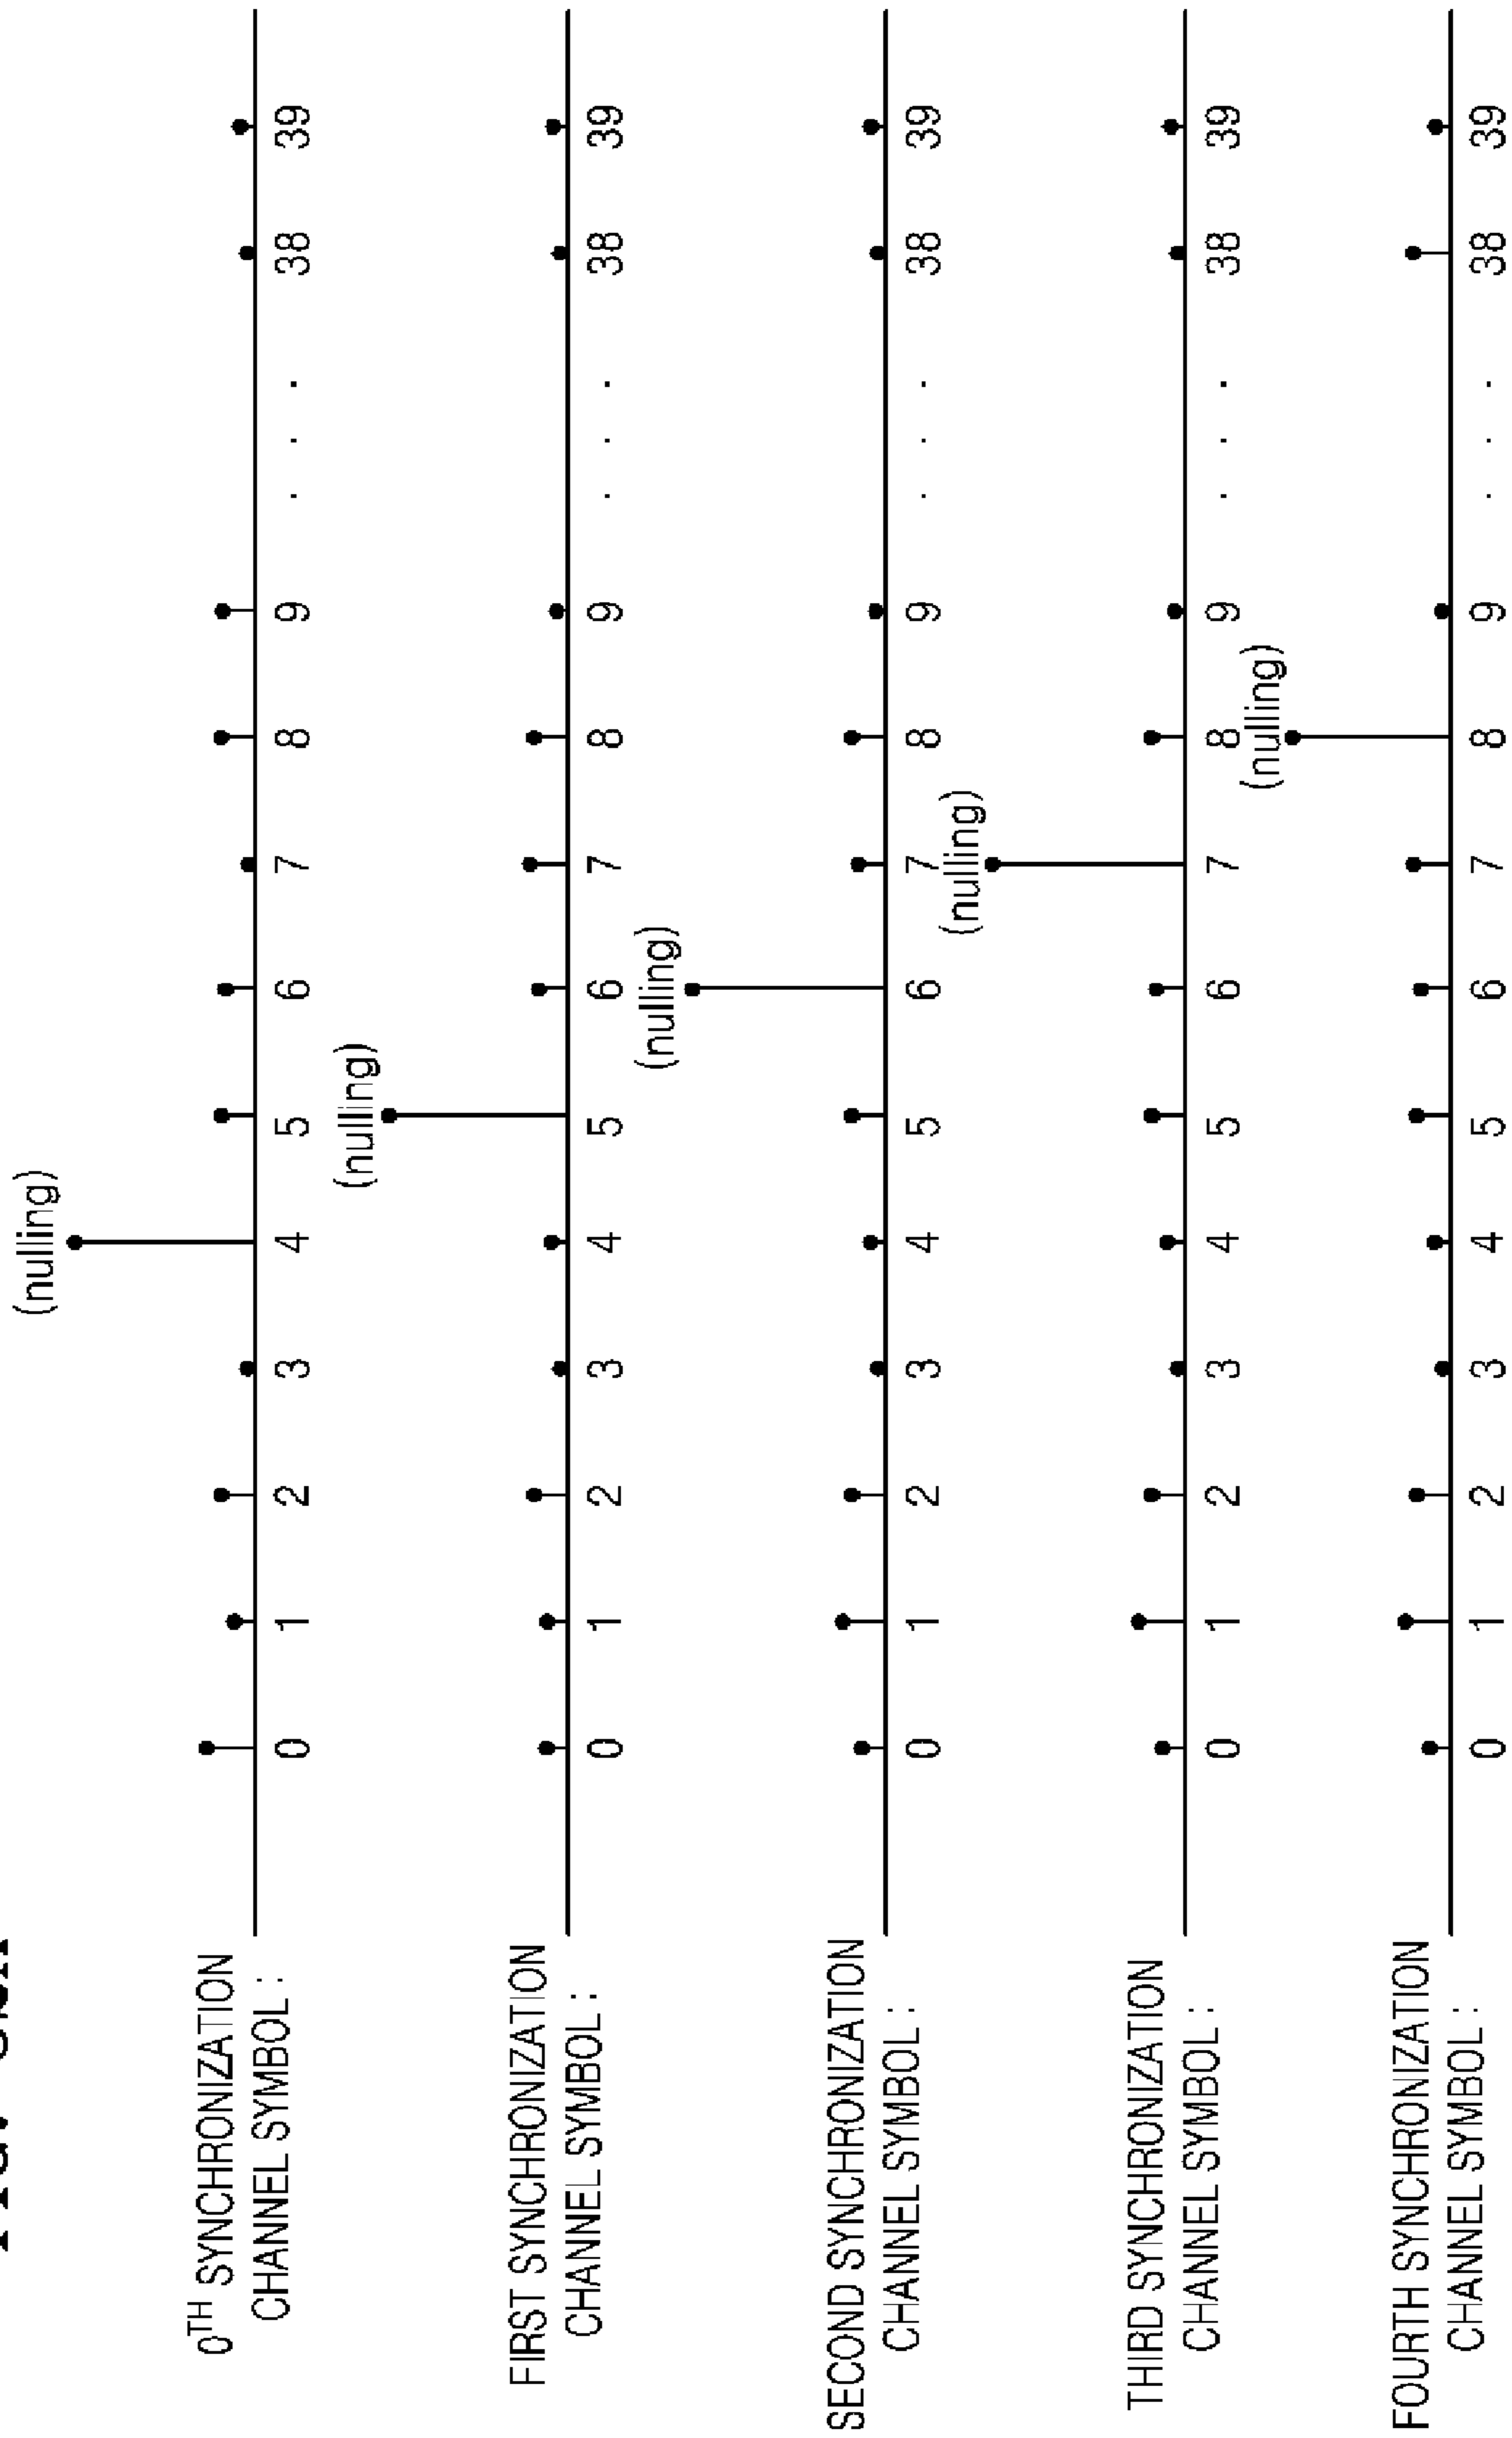 (nulling)
0TH SYNCHRONIZATION
CHANNEL SYMBOL :
0 1 2 3 4 5 6 7 8 9 . . . 38 39
(nulling)
FIRST SYNCHRONIZATION
CHANNEL SYMBOL :
0 1 2 3 4 5 6 7 8 9 . . . 38 39
(nulling)
SECOND SYNCHRONIZATION
CHANNEL SYMBOL :
0 1 2 3 4 5 6 7 8 9 . . . 38 39
(nulling)
THIRD SYNCHRONIZATION
CHANNEL SYMBOL :
0 1 2 3 4 5 6 7 8 9 . . . 38 39
(nulling)
FOURTH SYNCHRONIZATION
CHANNEL SYMBOL :
0 1 2 3 4 5 6 7 8 9 . . . 38 39